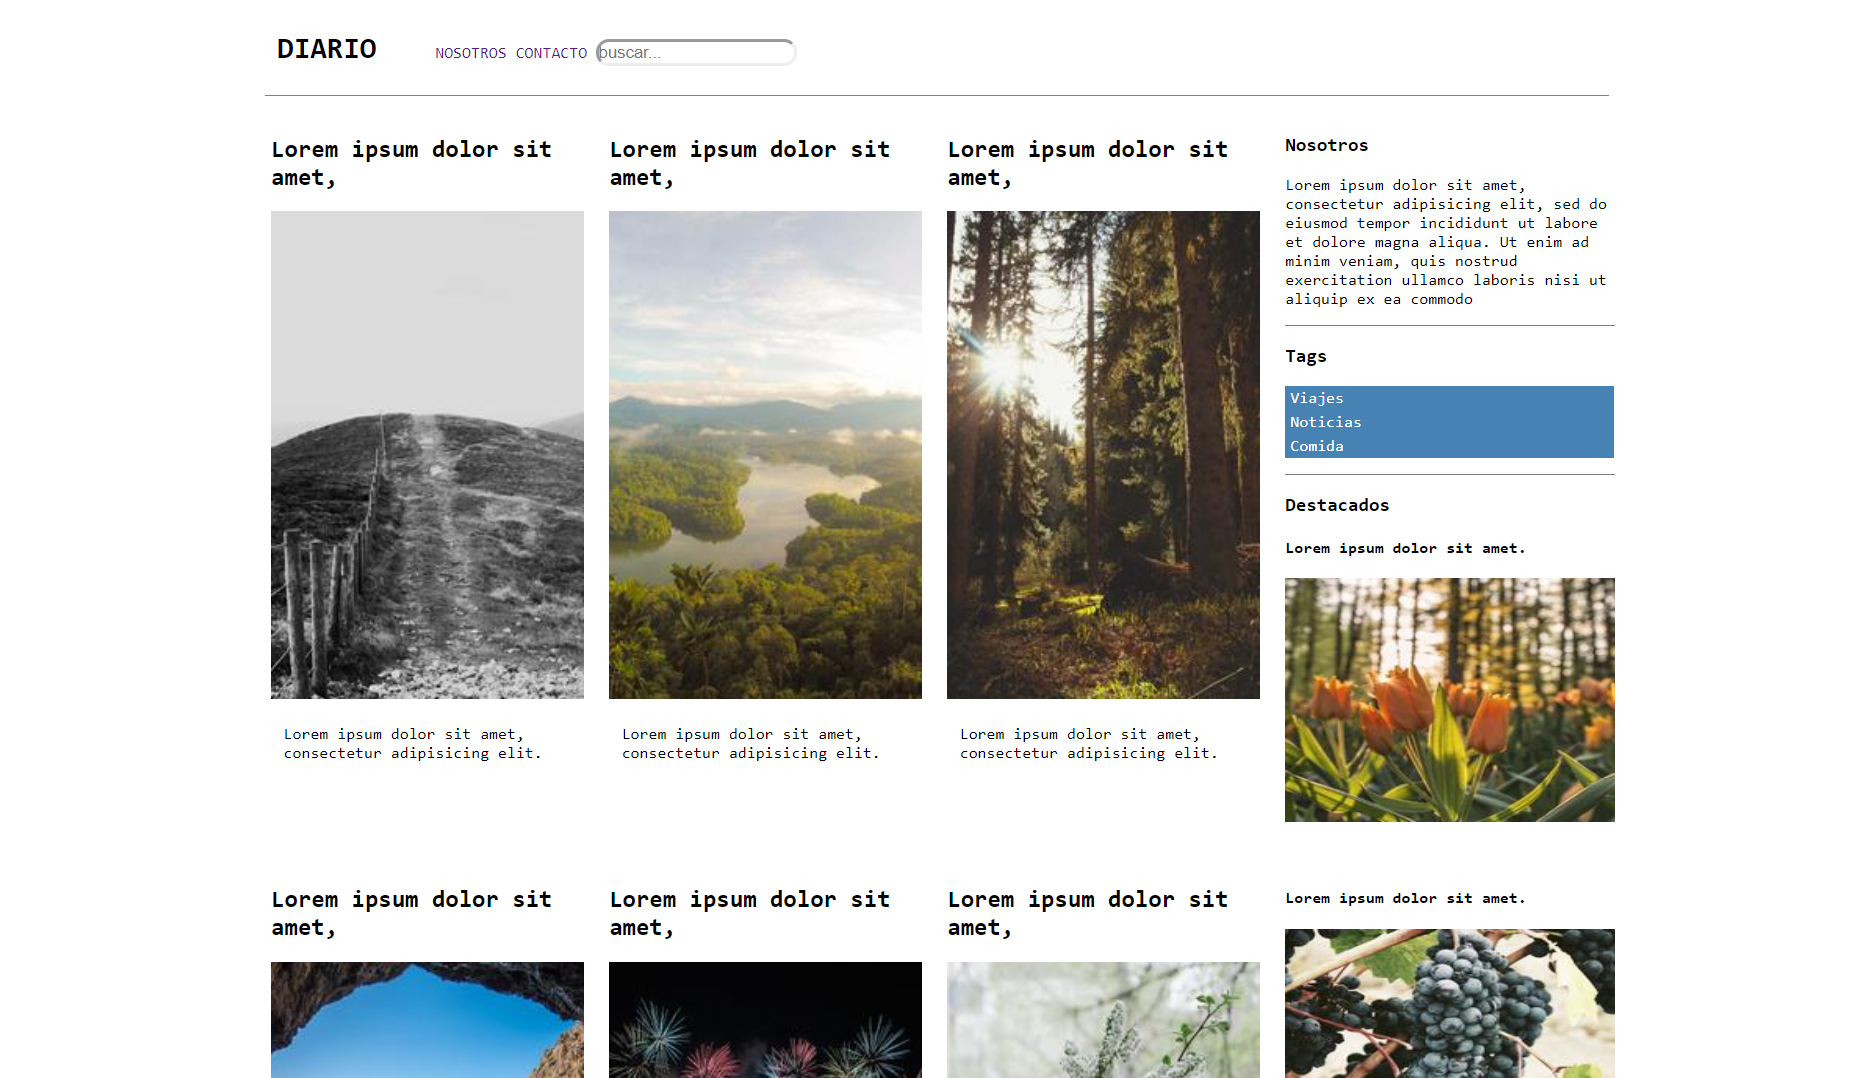 DIARIO
NOSOTROS CONTACTO buscar...
Lorem ipsum dolor sit
amet,
Lorem ipsum dolor sit amet,
consectetur adipisicing elit.
Lorem ipsum dolor sit
amet,
Lorem ipsum dolor sit amet,
consectetur adipisicing elit.
Lorem ipsum dolor sit
amet,
Lorem ipsum dolor sit amet,
consectetur adipisicing elit.
Lorem ipsum dolor sit
amet,
Lorem ipsum dolor sit
amet,
Lorem ipsum dolor sit
amet,
Nosotros
Lorem ipsum dolor sit amet,
consectetur adipisicing elit, sed do
eiusmod tempor incididunt ut labore
et dolore magna aliqua. Ut enim ad
minim veniam, quis nostrud
exercitation ullamco laboris nisi ut
aliquip ex ea commodo
Tags
Viajes
Noticias
Comida
Destacados
Lorem ipsum dolor sit amet.
Lorem ipsum dolor sit amet.